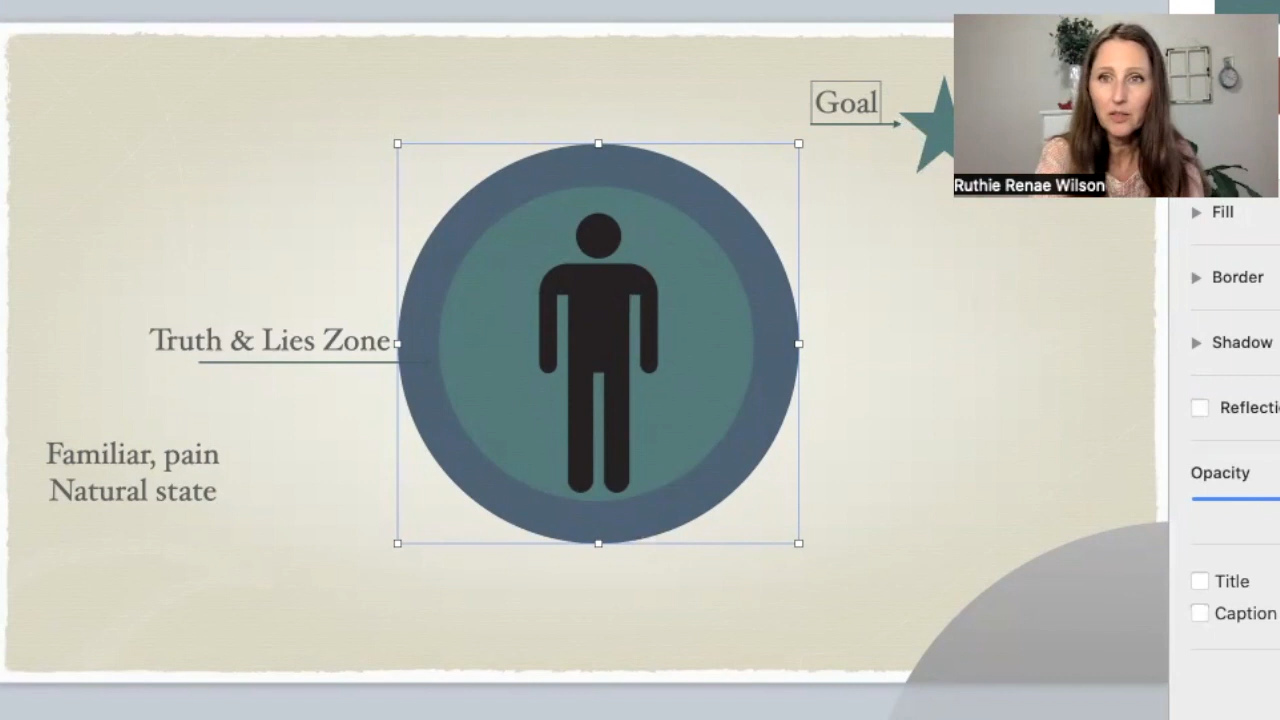 Goal
Ruthie Renae Wilson
Fill
Border
Truth & Lies Zone
Shadow
Reflecti
Familiar, pain
Natural state
Opacity
Title
Caption